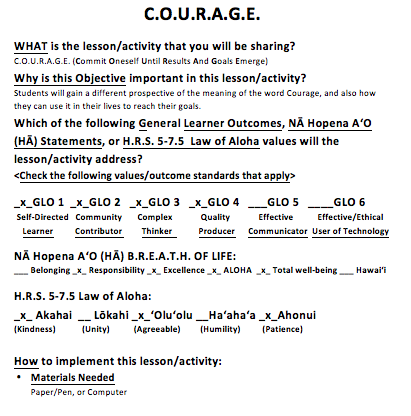 C.O.U.R.A.G.E.
WHAT is the lesson/activity that you will be sharing?
C.O.U.R.A.G.E. (Commit Oneself Until Results And Goals Emerge)
Why is this Objective important in this lesson/activity?
Students will gain a different prospective of the meaning of the word Courage, and also how
they can use it in their lives to reach their goals.
Which of the following General Learner Outcomes, NĀ Hopena A‘O
(HĀ) Statements, or H.R.S. 5-7.5 Law of Aloha values will the
lesson/activity address?
<Check the following values/outcome standards that apply>
_x_GLO 1 _x_GLO 2 _x_GLO 3 _x_GLO 4 ___GLO 5 ____GLO 6
Self-Directed Community Complex Quality Effective Effective/Ethical
Learner Contributor Thinker Producer Communicator User of Technology
NĀ Hopena A‘O (HĀ) B.R.E.A.T.H. OF LIFE:
___ Belonging _x_ Responsibility _x_ Excellence _x_ ALOHA _x_ Total well-being ___ Hawai‘i
H.R.S. 5-7.5 Law of Aloha:
_x_ Akahai __ Lōkahi _x_‘Olu‘olu __Ha‘aha‘a _x_Ahonui
(Kindness) (Unity) (Agreeable) (Humility) (Patience)
How to implement this lesson/activity:
• Materials Needed
Paper/Pen, or Computer